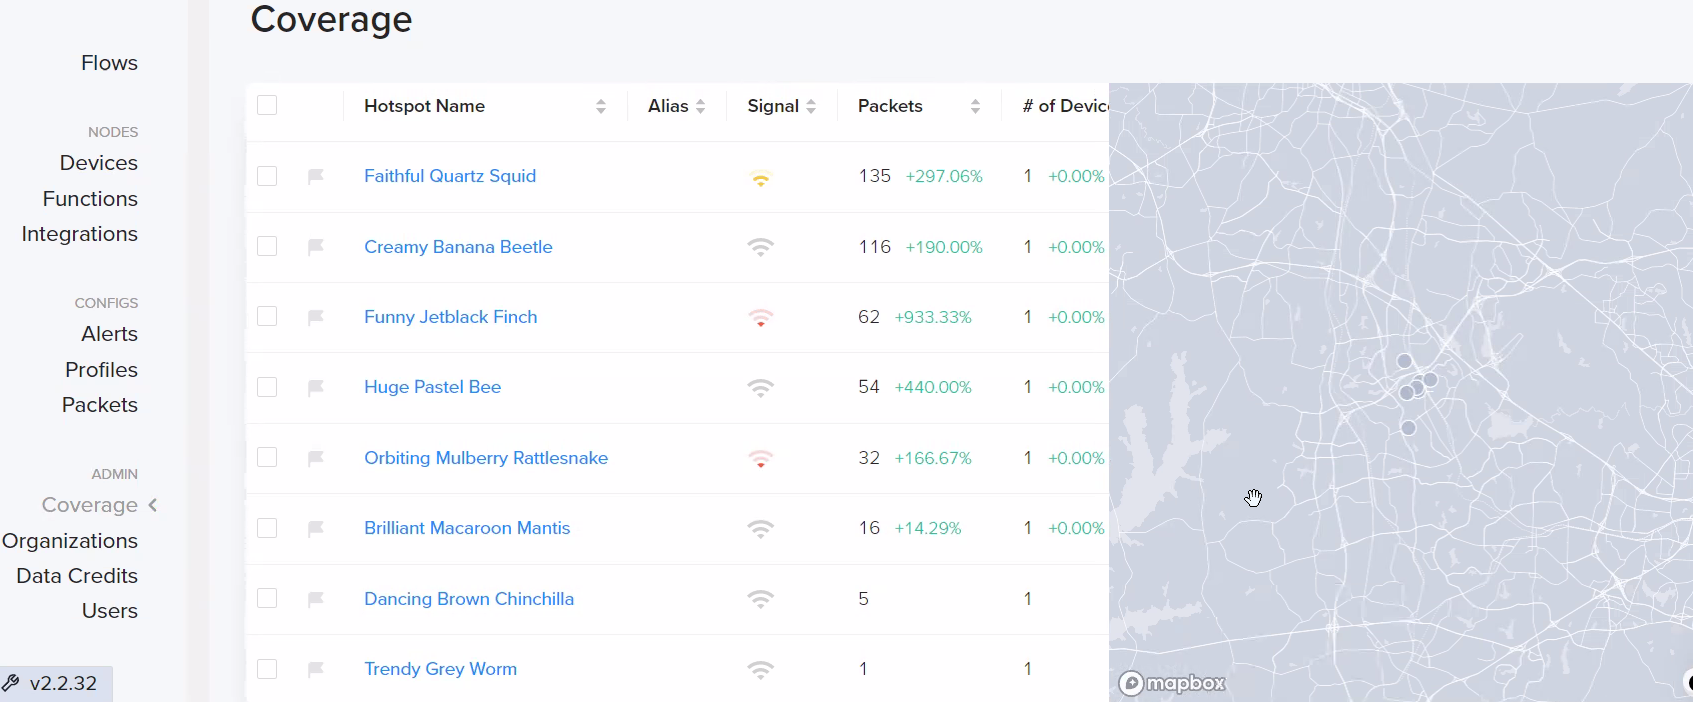 Coverage
Flows
NODES
Devices
Functions
Integrations
CONFIGS
Alerts
Profiles
Packets
ADMIN
Coverage
Organizations
Data Credits
Users
v2.2.32
Hotspot Name Alias Signal Packets # of Devic
Faithful Quartz Squid 135 +297.06% 1 +0.00%
Creamy Banana Beetle 116 +190.00% 1 +0.00%
Funny Jetblack Finch 62 +933.33% 1 +0.00%
Huge Pastel Bee 54 +440.00% 1 +0.00%
Orbiting Mulberry Rattlesnake 32 +166.67% 1 +0.00%
Brilliant Macaroon Mantis 16 +14.29% 1 +0.00%
Dancing Brown Chinchilla 5 1
Trendy Grey Worm 1 1
mapbox